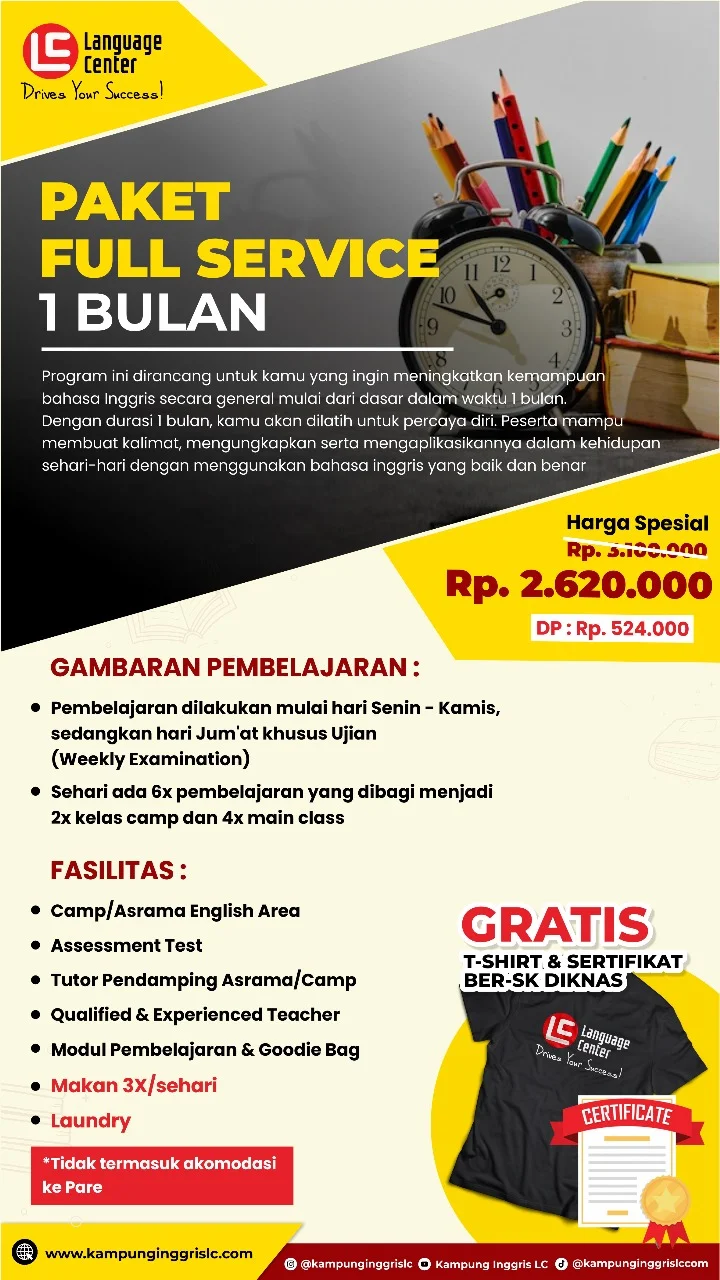 Language
Center
Drives Your Success!
PAKET
FULL SERVICE
1 BULAN
Program ini dirancang untuk kamu yang ingin meningkatkan kemampuan
bahasa Inggris secara general mulai dari dasar dalam waktu 1 bulan.
Dengan durasi 1 bulan, kamu akan dilatih untuk percaya diri. Peserta mampu
membuat kalimat, mengungkapkan serta mengaplikasikannya dalam kehidupan
sehari-hari dengan menggunakan bahasa inggris yang baik dan benar
Harga Spesial
Rp. 3.100.000
Rp. 2.620.000
DP : Rp. 524.000
GAMBARAN PEMBELAJARAN :
Pembelajaran dilakukan mulai hari Senin - Kamis,
sedangkan hari Jum'at khusus Ujian
(Weekly Examination)
Sehari ada 6x pembelajaran yang dibagi menjadi
2x kelas camp dan 4x main class
FASILITAS :
Camp/Asrama English Area
Assessment Test
Tutor Pendamping Asrama/Camp
Qualified & Experienced Teacher
Modul Pembelajaran & Goodie Bag
Makan 3X/sehari
Laundry
*Tidak termasuk akomodasi
ke Pare
GRATIS
T-SHIRT & SERTIFIKAT
BER-SK DIKNAS
Language
Center
Drives Your Success!
CERTIFICATE
www.kampunginggrislc.com
@kampunginggrislc Kampung Inggris LC @kampunginggrislccom